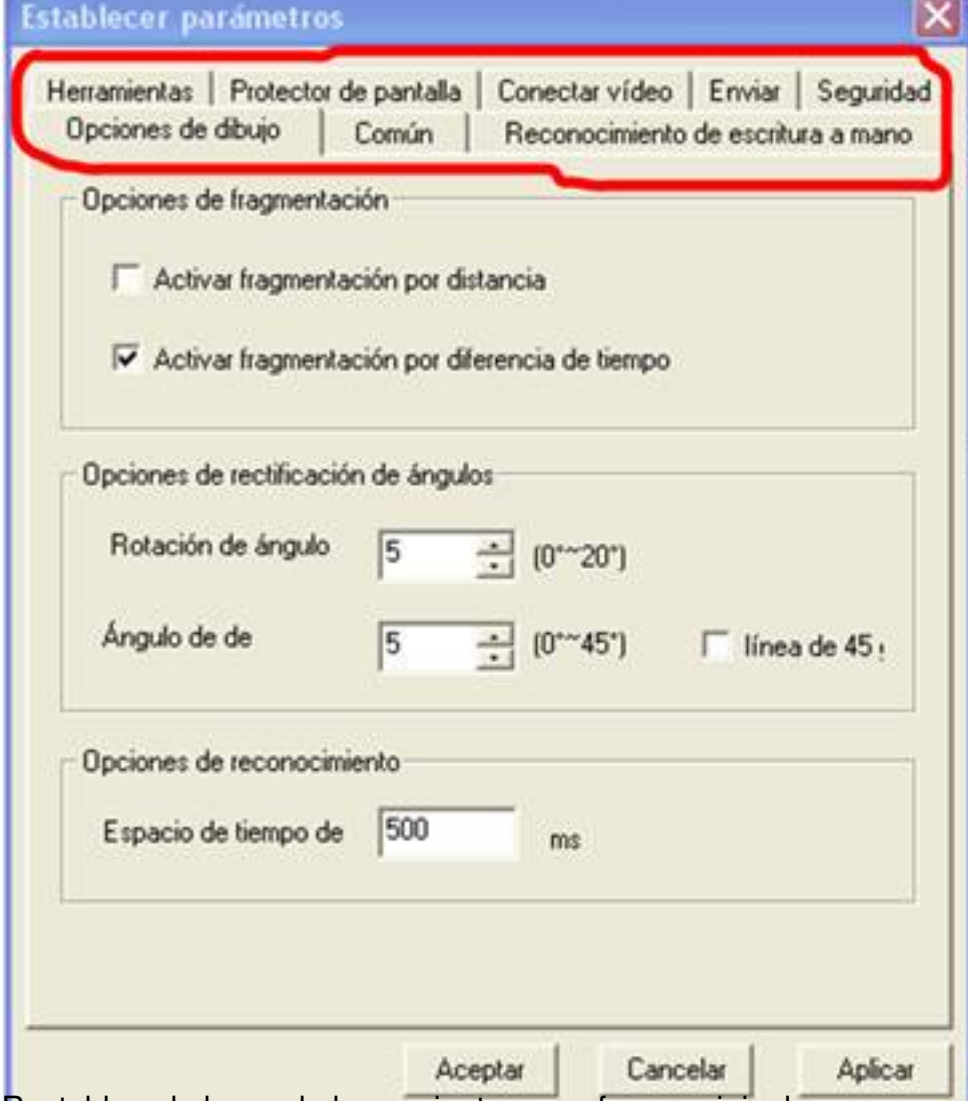 Establecer parámetros
Herramientas | Protector de pantalla | Conectar vídeo | Enviar | Seguridad
Opciones de dibujo | Común | Reconocimiento de escritura a mano
Opciones de fragmentación
Activar fragmentación por distancia
Activar fragmentación por diferencia de tiempo
Opciones de rectificación de ángulos
Rotación de ángulo 5 (0°~20°)
Ángulo de de 5 (0°~45°) línea de 45
Opciones de reconocimiento
Espacio de tiempo de 500 ms
Aceptar Cancelar Aplicar